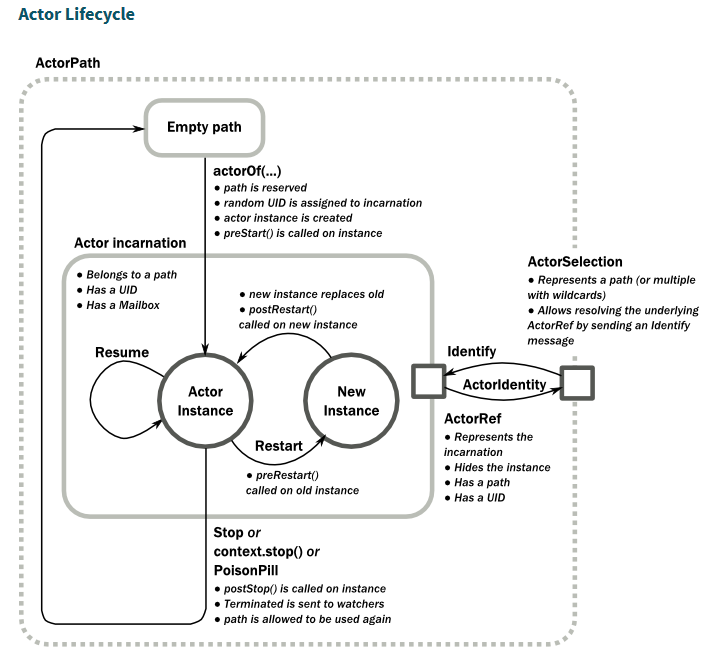 Actor Lifecycle
ActorPath
Empty path
actorOf(...)
● path is reserved
● random UID is assigned to incarnation
● actor instance is created
● preStart() is called on instance
Actor incarnation
● Belongs to a path
● Has a UID
● Has a Mailbox
● new instance replaces old
● postRestart()
called on new instance
Resume
Actor
Instance
New
Instance
Restart
● preRestart()
called on old instance
ActorSelection
● Represents a path (or multiple
with wildcards)
● Allows resolving the underlying
ActorRef by sending an Identify
message
Identify
ActorIdentity
ActorRef
● Represents the
incarnation
● Hides the instance
● Has a path
● Has a UID
Stop or
context.stop() or
PoisonPill
● postStop() is called on instance
● Terminated is sent to watchers
● path is allowed to be used again